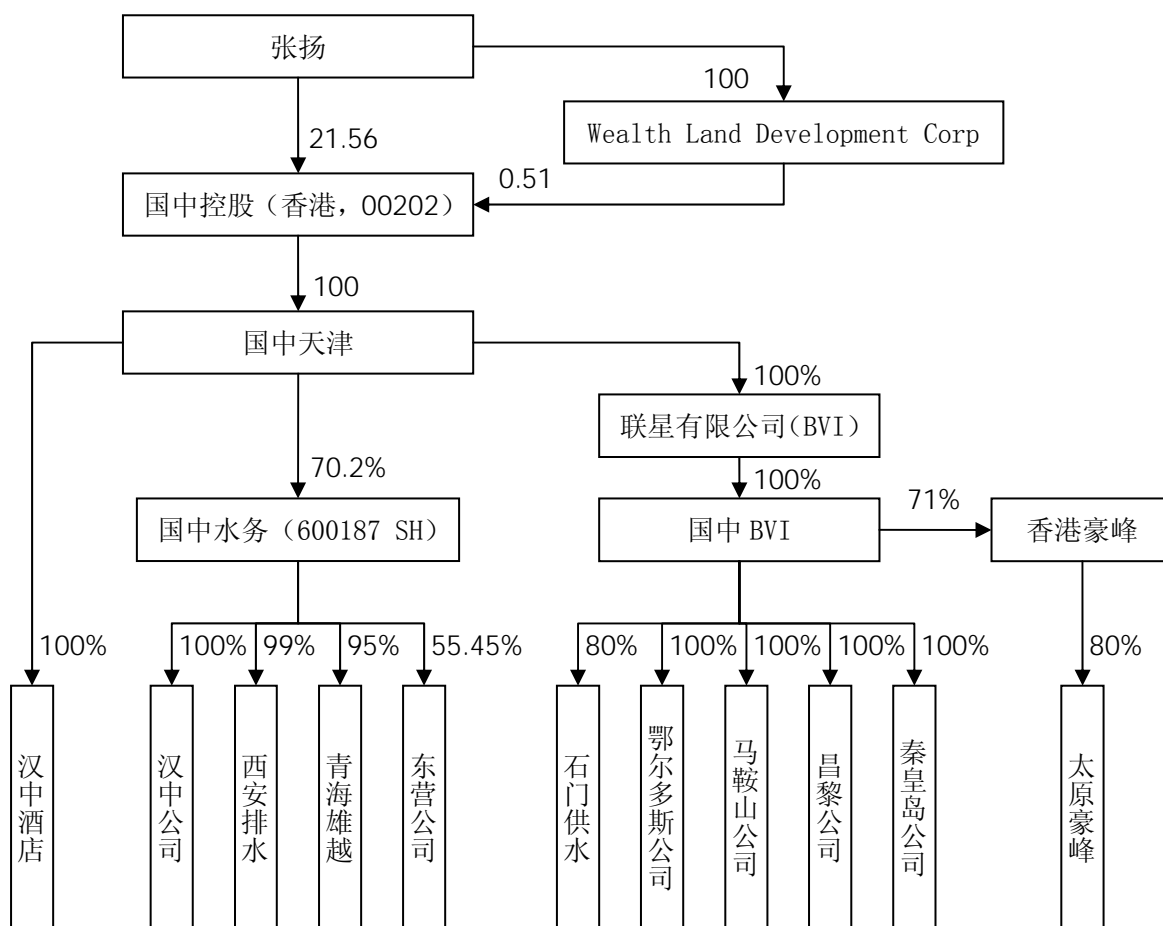 张扬
100
Wealth Land Development Corp
21.56
0.51
国中控股（香港，00202）
100
国中天津
100%
联星有限公司(BVI)
70.2%
100%
71%
国中水务（600187 SH）
国中 BVI
香港豪峰
100%
100%
99%
95%
55.45%
80%
100%
100%
100%
100%
80%
汉中酒店
汉中公司
西安排水
青海雄越
东营公司
石门供水
鄂尔多斯公司
马鞍山公司
昌黎公司
秦皇岛公司
太原豪峰